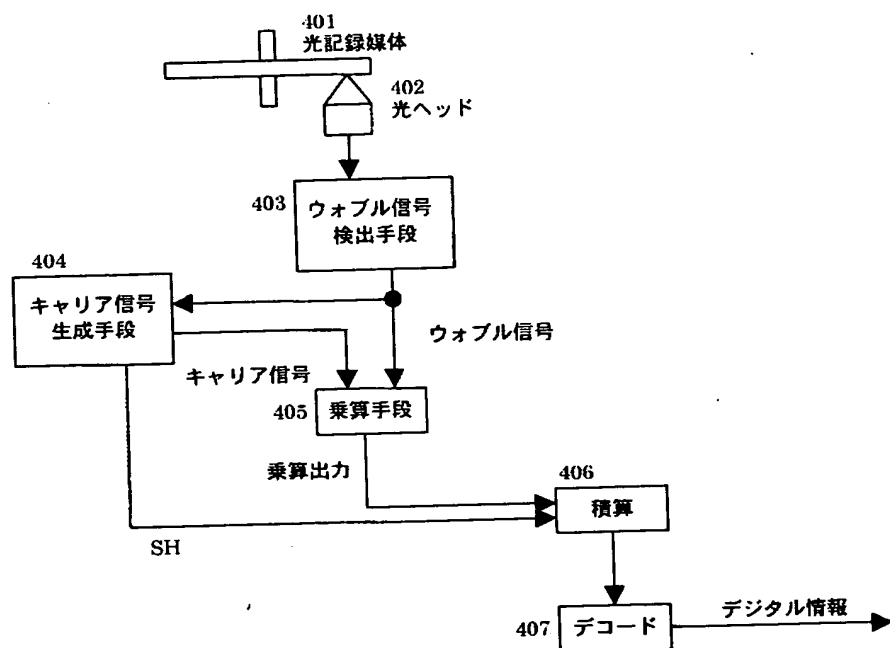 401
光記録媒体
402
光ヘッド
403
ウォブル信号
検出手段
404
キャリア信号
生成手段
ウォブル信号
キャリア信号
405
乗算手段
乗算出力
406
積算
SH
407
デコード
デジタル情報